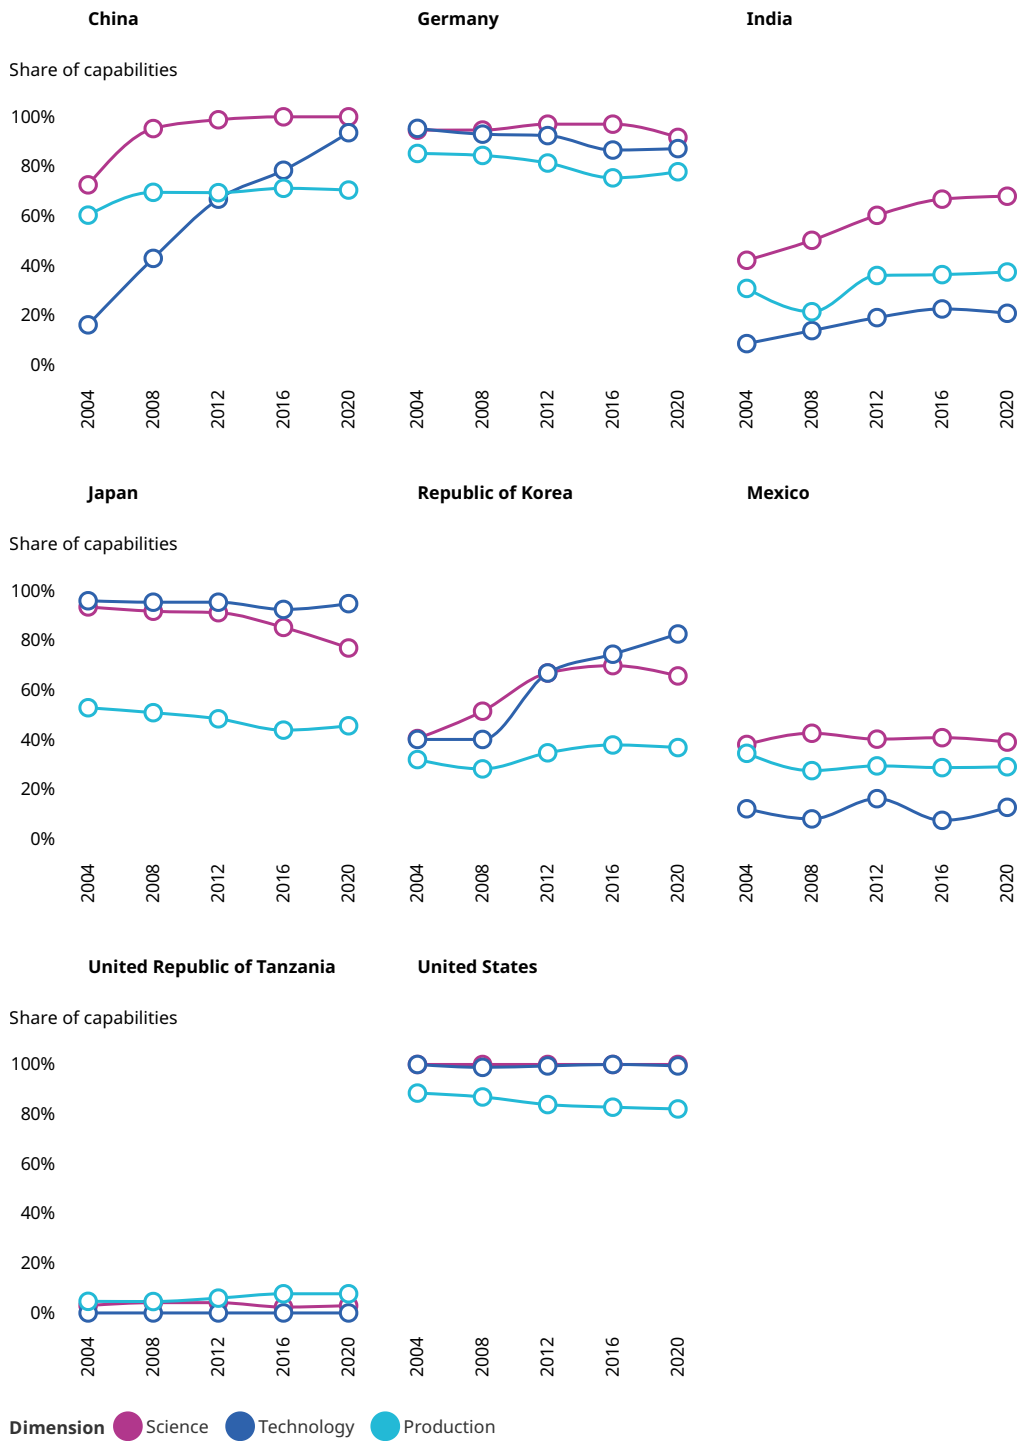 China Germany India
Share of capabilities
100%
80%
60%
40%
20%
0%
2004 2008 2012 2016 2020 2004 2008 2012 2016 2020 2004 2008 2012 2016 2020
Japan Republic of Korea Mexico
Share of capabilities
100%
80%
60%
40%
20%
0%
2004 2008 2012 2016 2020 2004 2008 2012 2016 2020 2004 2008 2012 2016 2020
United Republic of Tanzania United States
Share of capabilities
100%
80%
60%
40%
20%
0%
2004 2008 2012 2016 2020 2004 2008 2012 2016 2020
Dimension Science Technology Production